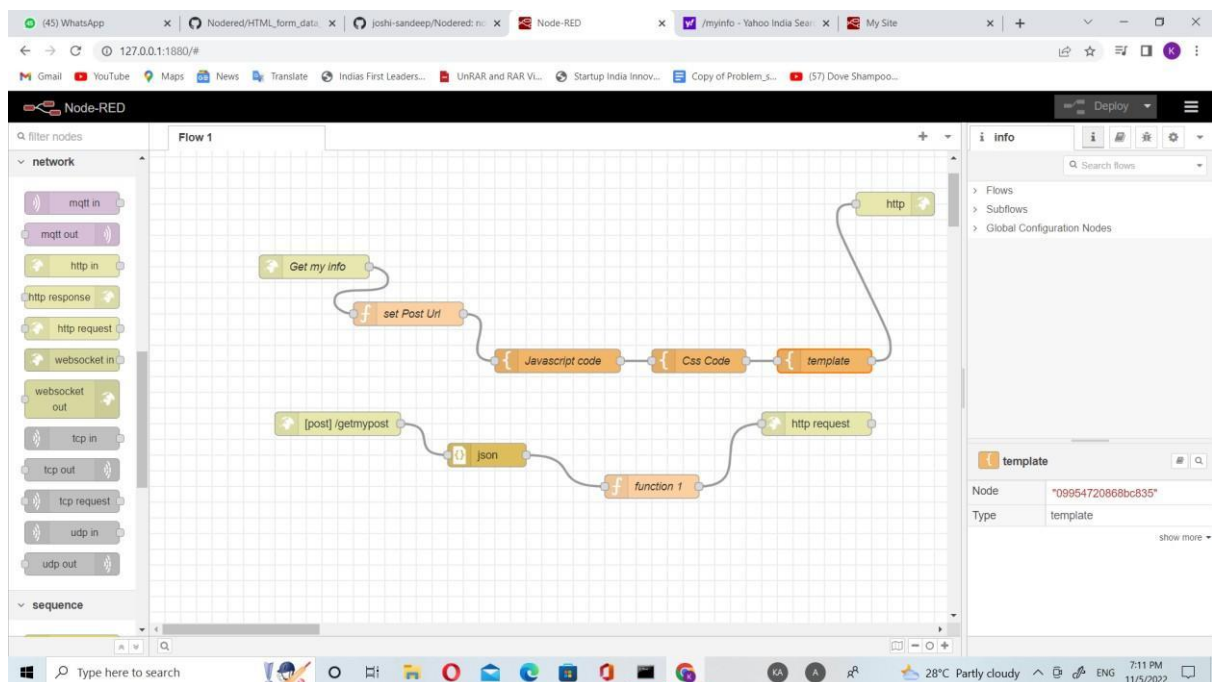 (45) WhatsApp
Nodered/HTML_form_data
joshi-sandeep/Nodered: no
Node-RED
/myinfo - Yahoo India Sear
My Site
127.0.0.1:1880/#
K
Gmail
YouTube
Maps
News
Translate
Indias First Leaders...
UnRAR and RAR Vi...
Startup India Innov...
Copy of Problem_s...
(57) Dove Shampoo...
Node-RED
Deploy
filter nodes
Flow 1
i info
Search flows
network
mqtt in
mqtt out
http in
http response
http request
websocket in
websocket
out
tcp in
tcp out
tcp request
udp in
udp out
sequence
Get my info
set Post Url
Javascript code
Css Code
template
http
[post] /getmypost
json
function 1
http request
Flows
Subflows
Global Configuration Nodes
template
Node "09954720868bc835"
Type template
show more
Type here to search
KA
A
28°C Partly cloudy
ENG
7:11 PM
11/5/2022